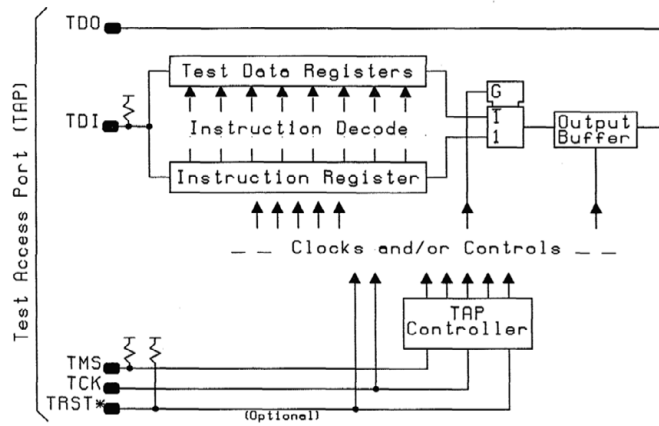 Test Access Port (TAP)
TDO
Test Data Registers
G
TDI
Instruction Decode
1
1
Output
Buffer
Instruction Register
Clocks and/or Controls
TAP
Controller
TMS
TCK
TRST*
(Optional)